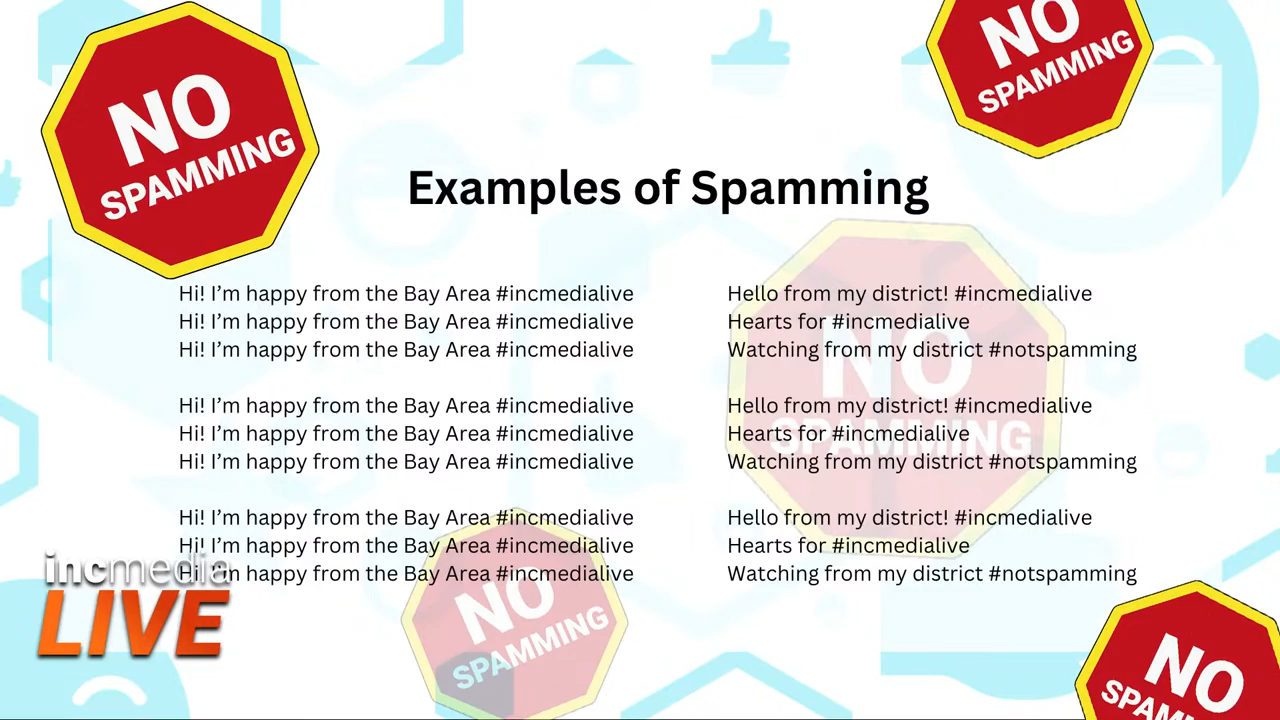 NO
SPAMMING
NO
SPAMMING
Examples of Spamming
Hi! I’m happy from the Bay Area #incmedialive
Hi! I’m happy from the Bay Area #incmedialive
Hi! I’m happy from the Bay Area #incmedialive
Hi! I’m happy from the Bay Area #incmedialive
Hi! I’m happy from the Bay Area #incmedialive
Hi! I’m happy from the Bay Area #incmedialive
Hi! I’m happy from the Bay Area #incmedialive
Hi! I’m happy from the Bay Area #incmedialive
Hi! I’m happy from the Bay Area #incmedialive
Hello from my district! #incmedialive
Hearts for #incmedialive
Watching from my district #notspamming
Hello from my district! #incmedialive
Hearts for #incmedialive
Watching from my district #notspamming
Hello from my district! #incmedialive
Hearts for #incmedialive
Watching from my district #notspamming
NO
SPAMMING
NO
SPAMMING
incmedia
LIVE
NO
SPAM